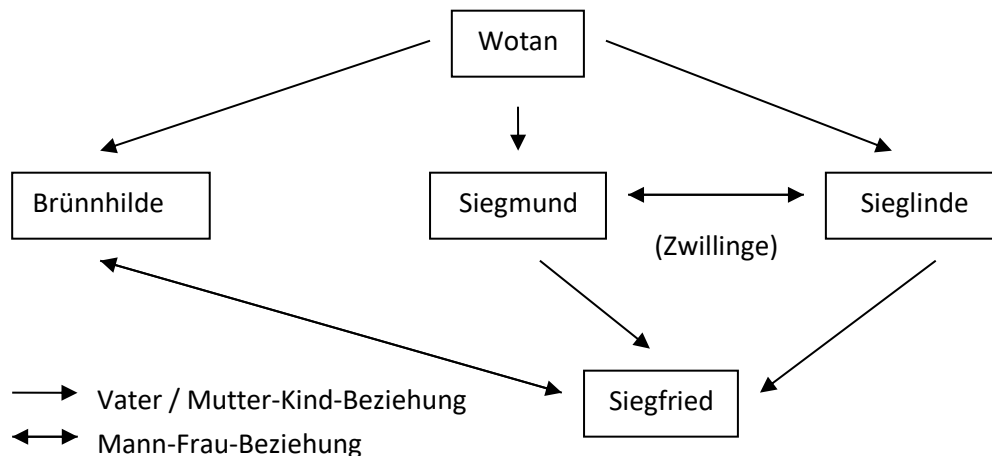 Wotan
Brünnhilde
Siegmund
Sieglinde
(Zwillinge)
Siegfried
Vater / Mutter-Kind-Beziehung
Mann-Frau-Beziehung